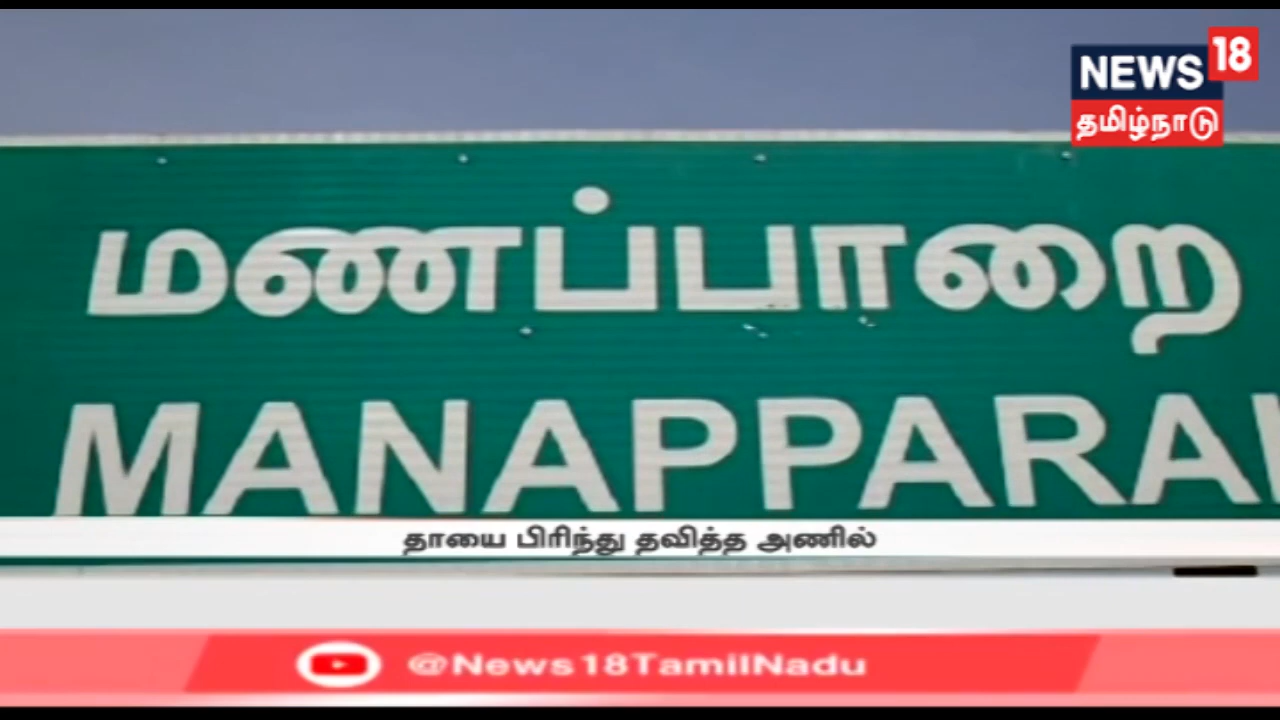 NEWS 18
தமிழ்நாடு
மணப்பாறை
MANAPPARAI
தாயை பிரிந்து தவித்த அணில்
@News18TamilNadu